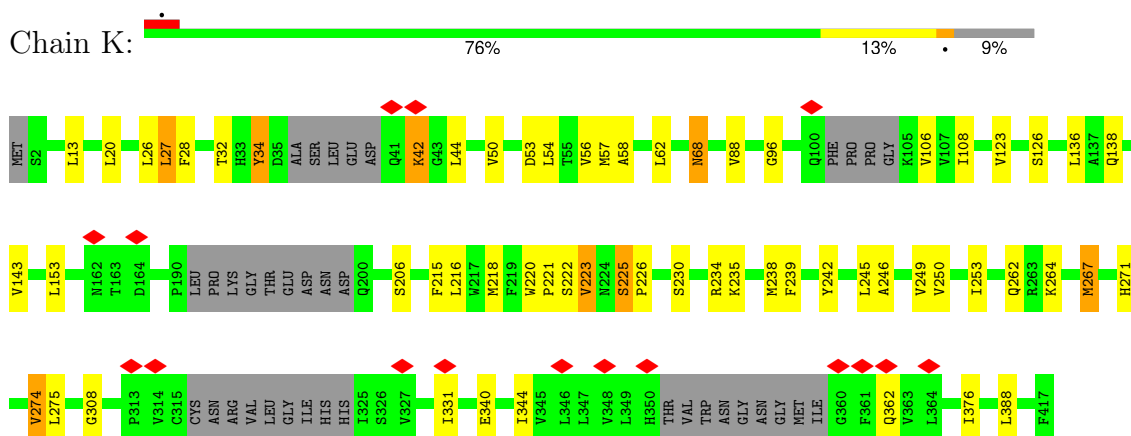 Chain K:
76% 13% • 9%
MET S2 L13 L20 L26 L27 F28 T32 H33 Y34 D35 ALA SER LEU GLU ASP Q41 K42 G43 L44 V50 D53 L54 T55 V56 M57 A58 L62 N68 V88 G96 Q100 PHE PRO PRO GLY K105 V106 V107 I108 V123 S126 L136 A137 Q138
V143 L153 N162 T163 D164 P190 LEU PRO LYS GLY THR GLU ASP ASN ASP Q200 S206 F215 L216 W217 M218 F219 W220 P221 S222 V223 N224 S225 P226 S230 R234 K235 M238 F239 Y242 L245 A246 V249 V250 I253 Q262 R263 K264 M267 H271
V274 L275 G308 P313 V314 C315 CYS ASN ARG VAL LEU GLY ILE HIS HIS I325 S326 V327 I331 E340 I344 V345 L346 L347 V348 L349 H350 THR VAL TRP ASN GLY ASN GLY MET ILE G360 F361 Q362 V363 L364 I376 L388 F417